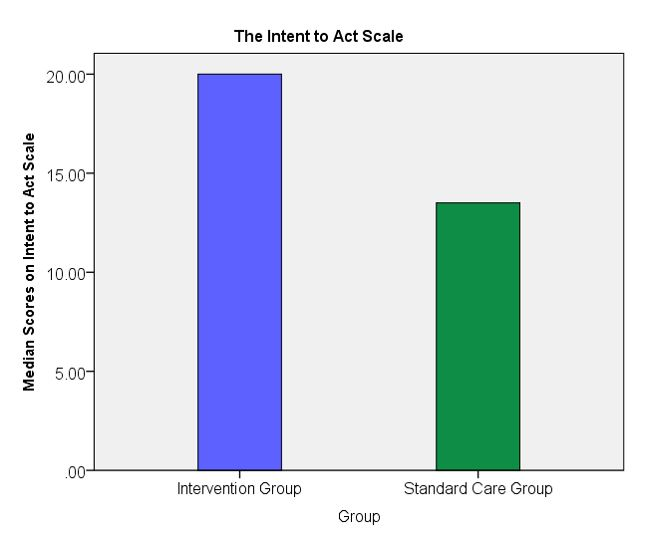 The Intent to Act Scale
Median Scores on Intent to Act Scale
20.00
15.00
10.00
5.00
.00
Intervention Group
Standard Care Group
Group